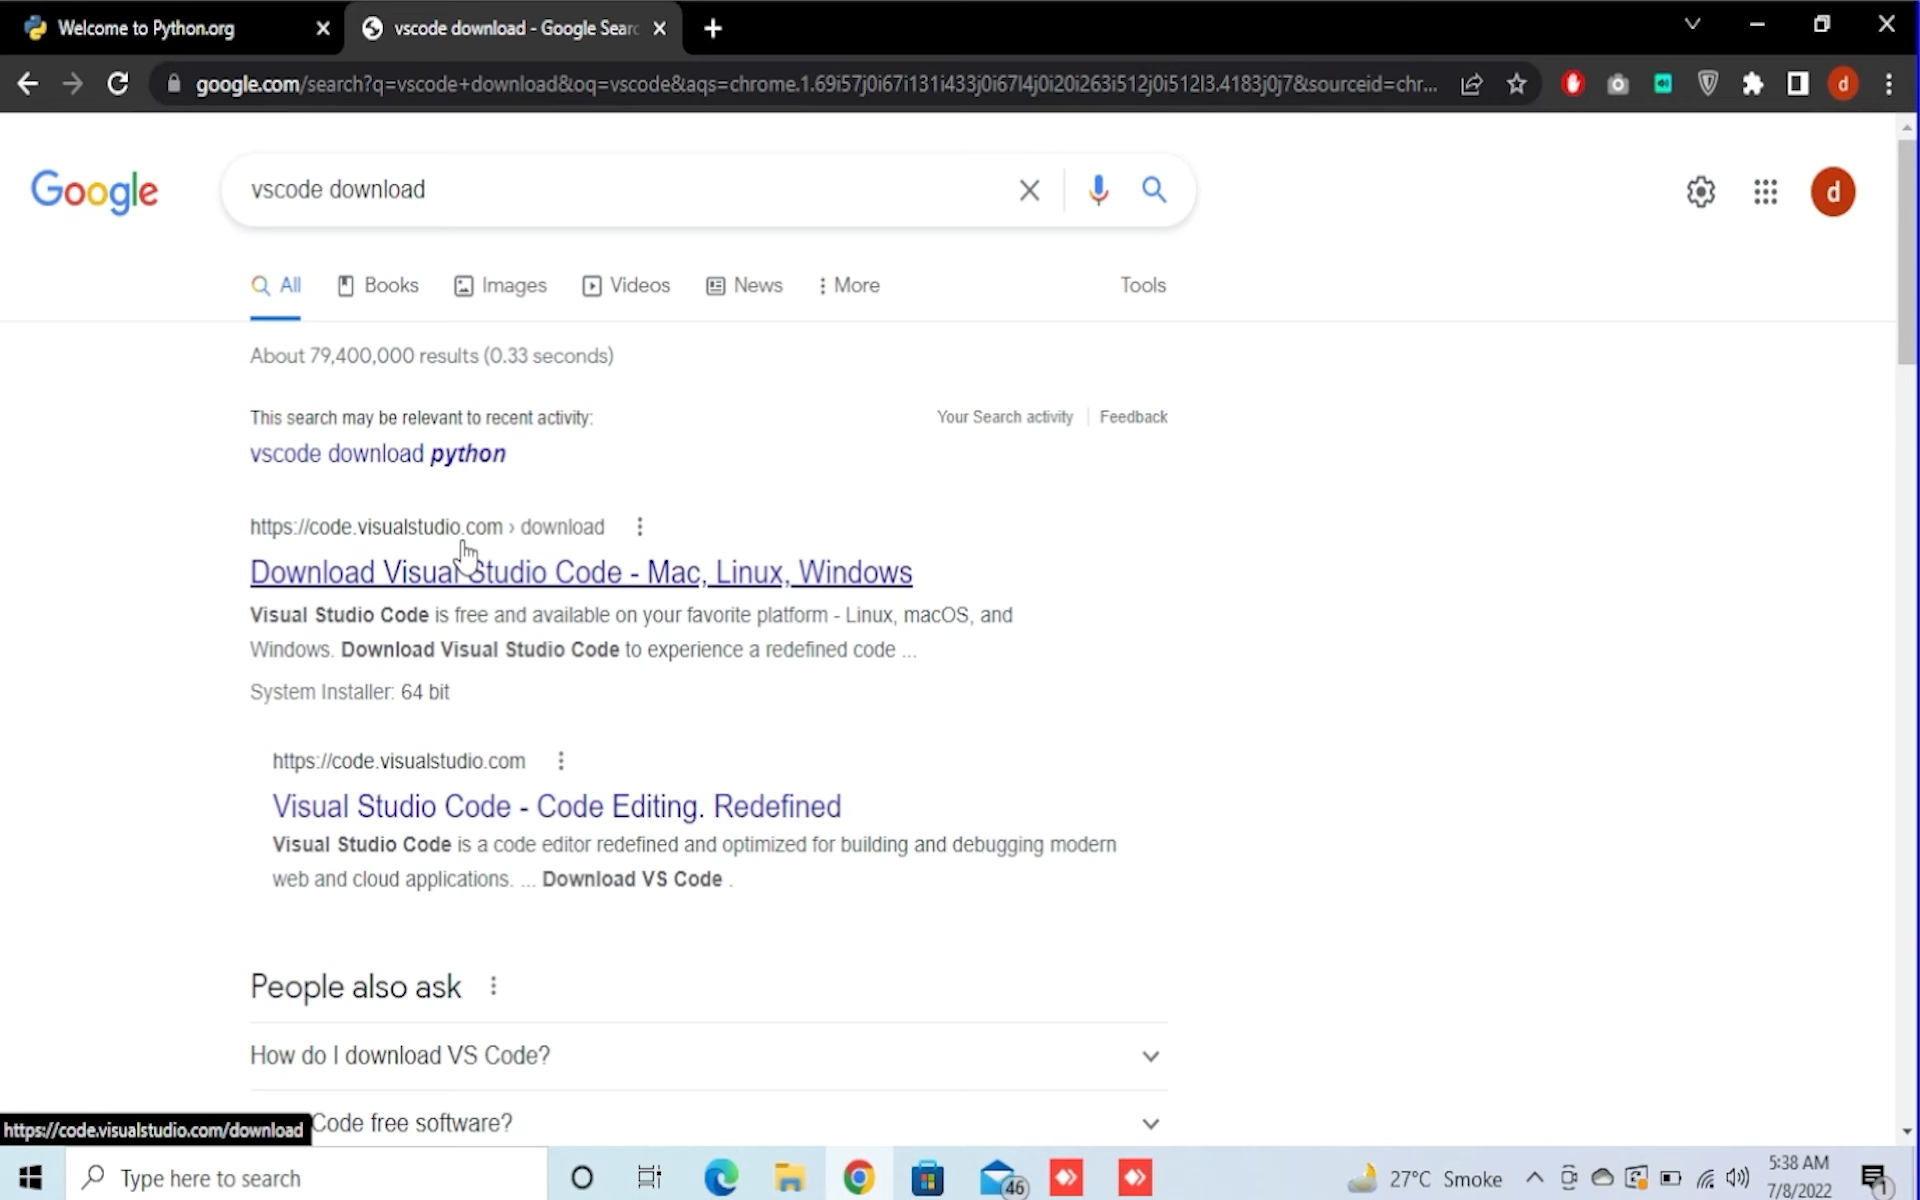 Welcome to Python.org
vscode download - Google Searc
google.com/search?q=vscode+download&oq=vscode&aqs=chrome.1.69i57j0i67i131i433j0i67l4j0i20i263i512j0i512l3.4183j0j7&sourceid=chr...
d
Google
vscode download
d
All
Books
Images
Videos
News
More
Tools
About 79,400,000 results (0.33 seconds)
This search may be relevant to recent activity:
Your Search activity
Feedback
vscode download python
https://code.visualstudio.com › download
Download Visual Studio Code - Mac, Linux, Windows
Visual Studio Code is free and available on your favorite platform - Linux, macOS, and
Windows. Download Visual Studio Code to experience a redefined code ...
System Installer: 64 bit
https://code.visualstudio.com
Visual Studio Code - Code Editing. Redefined
Visual Studio Code is a code editor redefined and optimized for building and debugging modern
web and cloud applications. ... Download VS Code .
People also ask
How do I download VS Code?
Code free software?
https://code.visualstudio.com/download
Type here to search
46
27°C Smoke
5:38 AM
7/8/2022
1